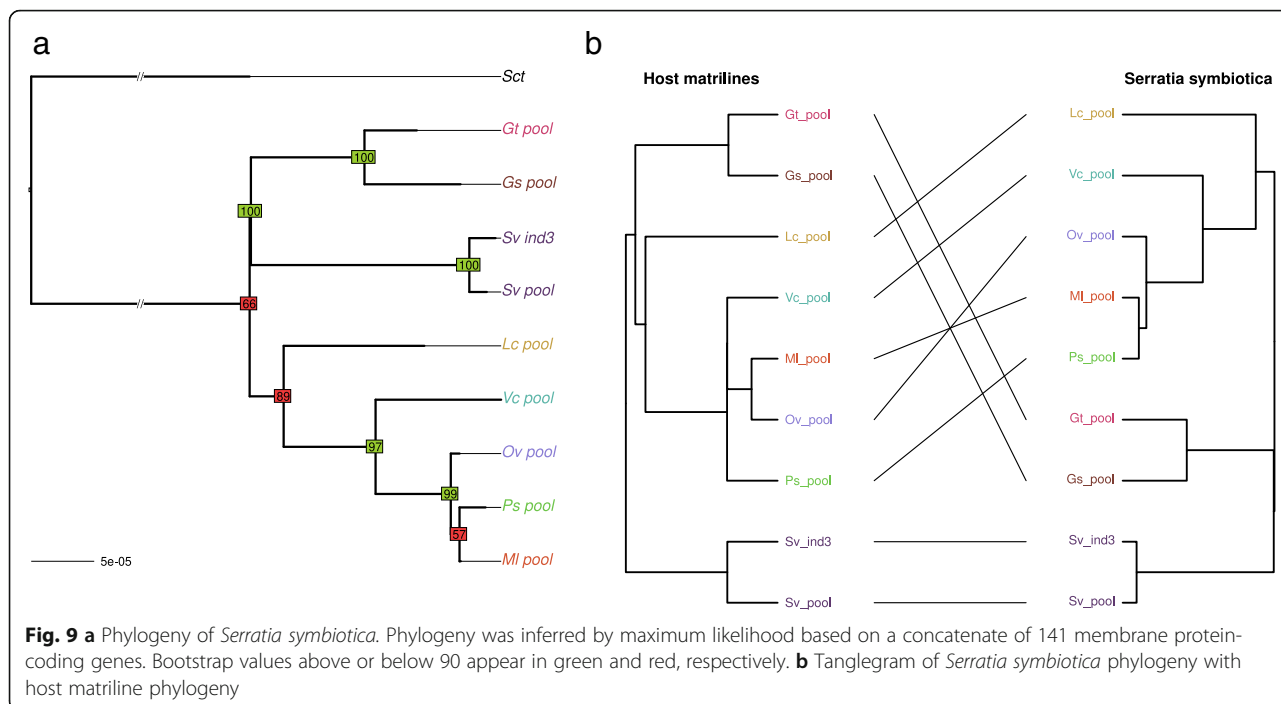 a
Sct
Gt pool
100
Gs pool
100
Sv ind3
100
Sv pool
66
Lc pool
89
Vc pool
97
Ov pool
99
Ps pool
57
Ml pool
5e-05
b
Host matrilines
Serratia symbiotica
Gt_pool
Gs_pool
Lc_pool
Vc_pool
Ml_pool
Ov_pool
Ps_pool
Sv_ind3
Sv_pool
Lc_pool
Vc_pool
Ov_pool
Ml_pool
Ps_pool
Gt_pool
Gs_pool
Sv_ind3
Sv_pool
Fig. 9 a Phylogeny of Serratia symbiotica. Phylogeny was inferred by maximum likelihood based on a concatenate of 141 membrane protein-
coding genes. Bootstrap values above or below 90 appear in green and red, respectively. b Tanglegram of Serratia symbiotica phylogeny with
host matriline phylogeny